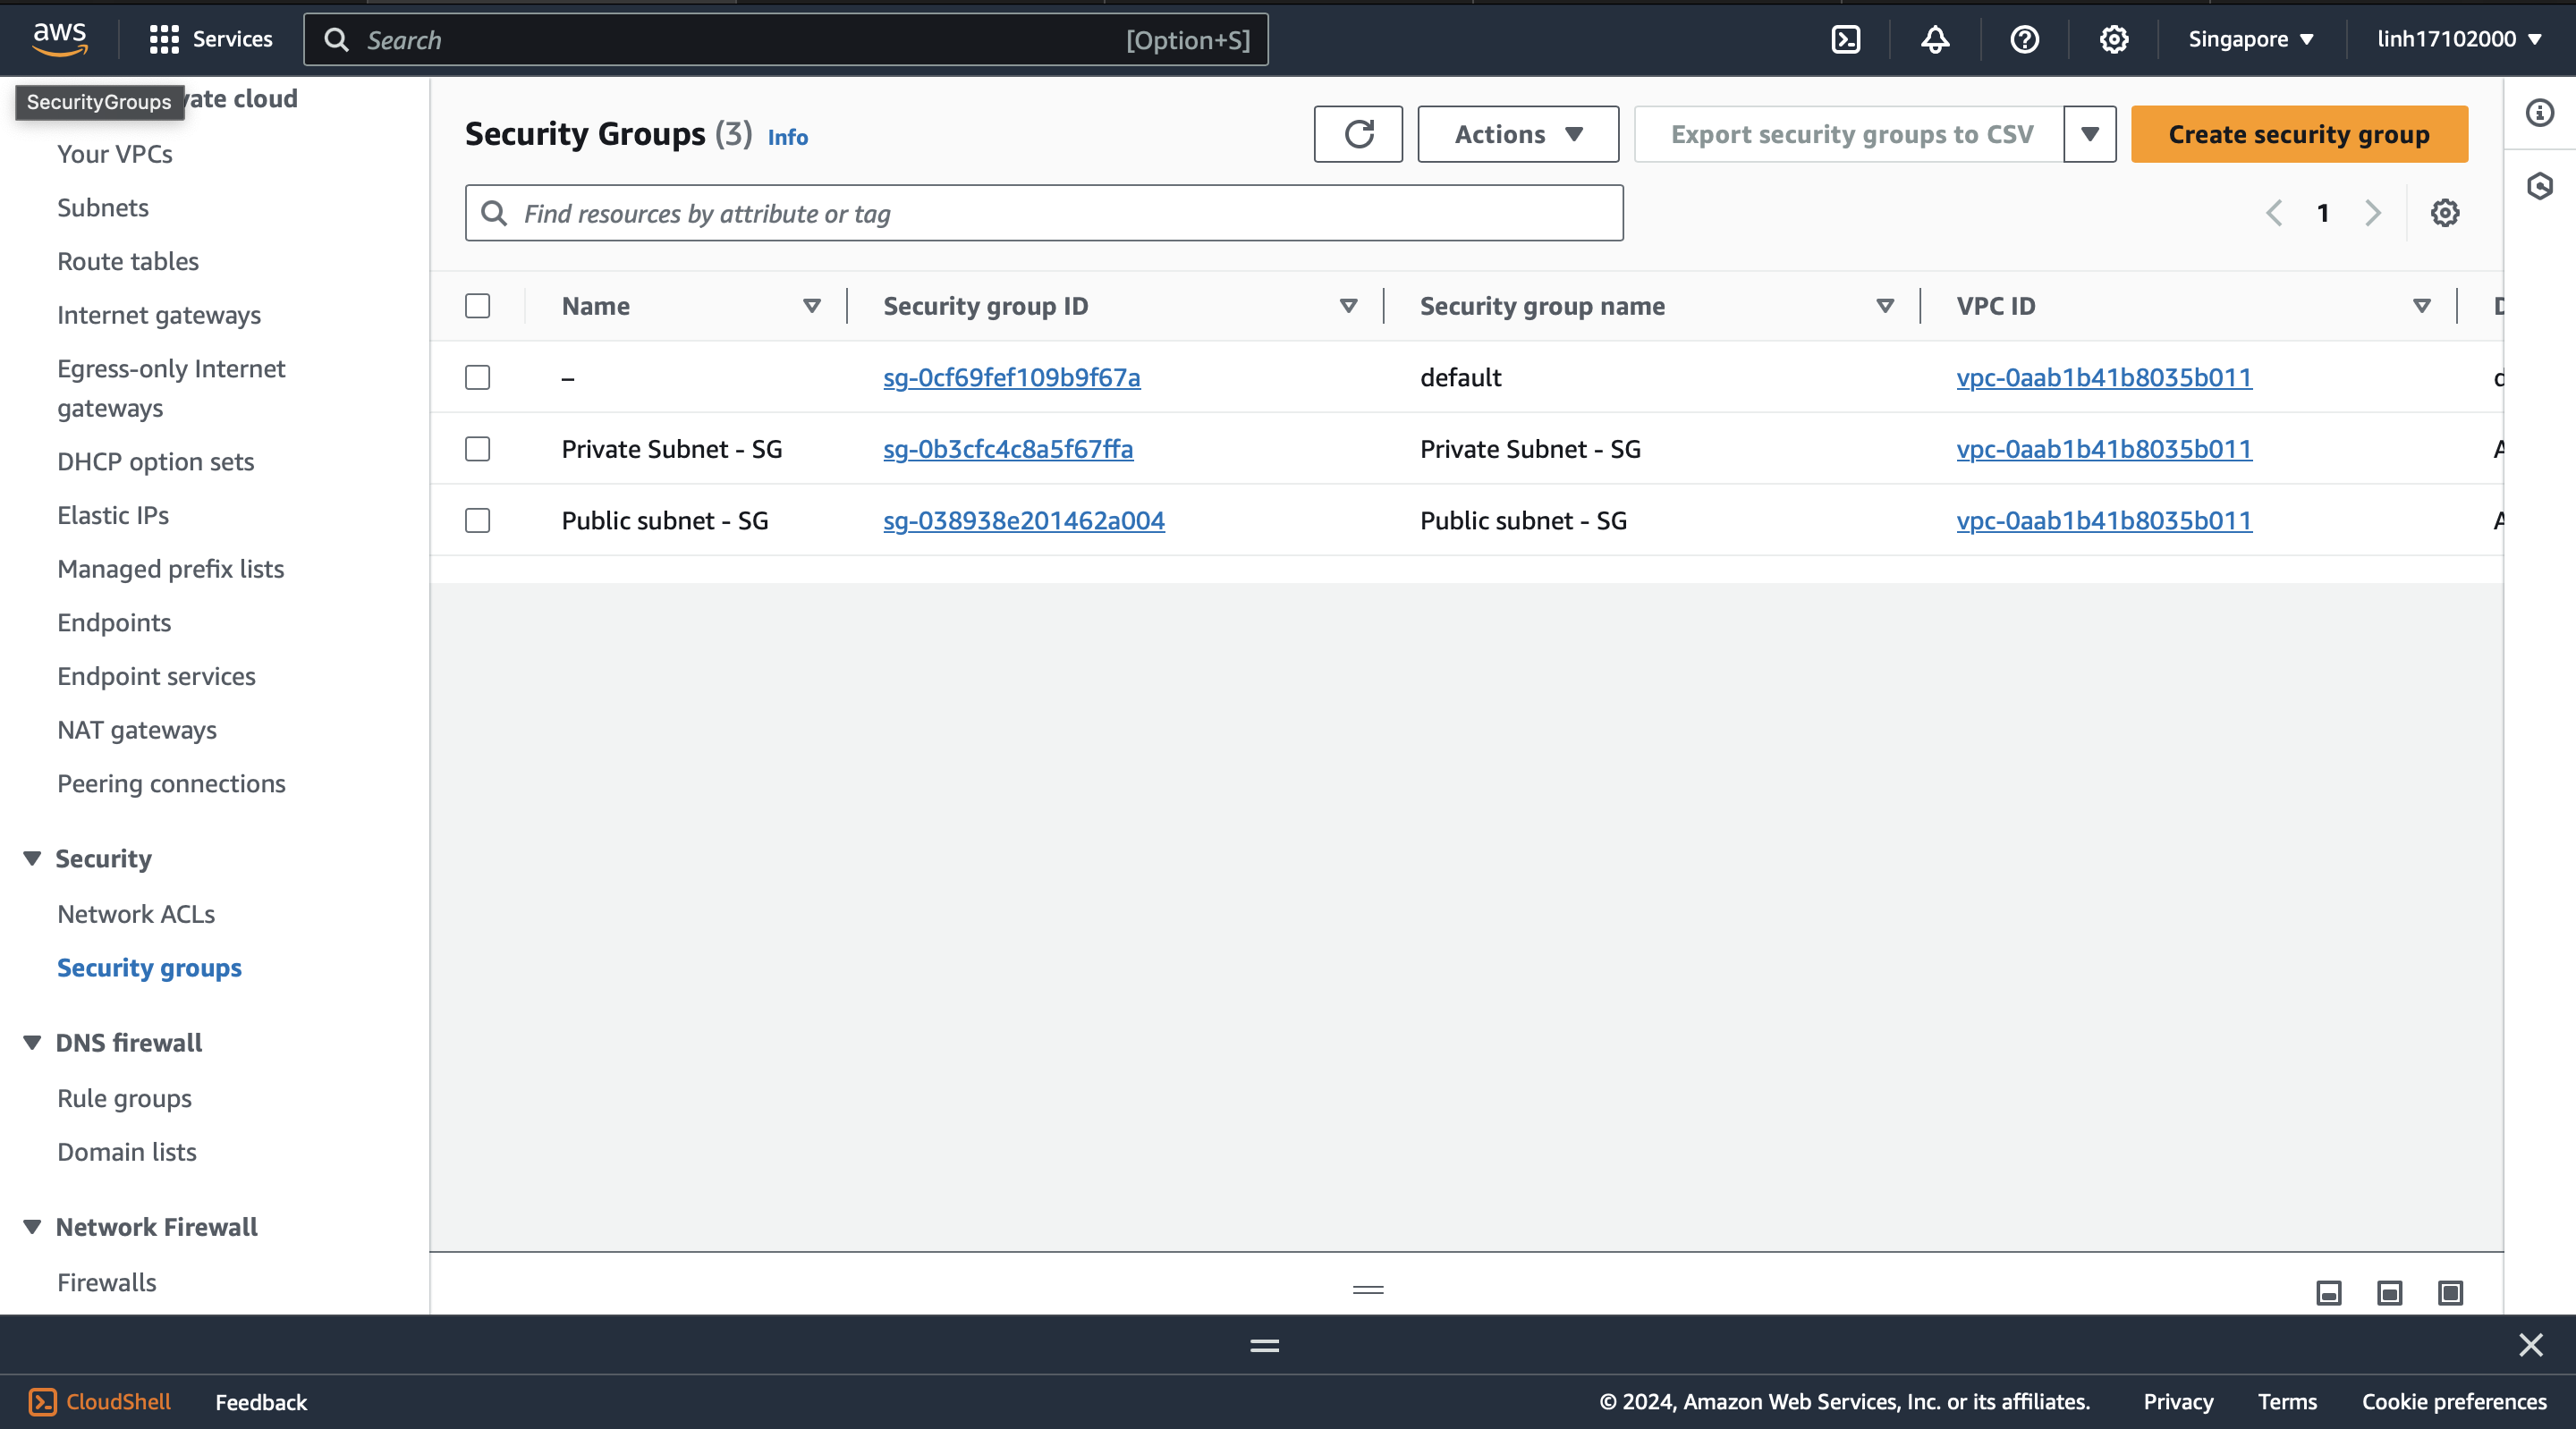 aws
Services
Search
[Option+S]
Singapore
linh17102000
SecurityGroups
vate cloud
Your VPCs
Subnets
Route tables
Internet gateways
Egress-only Internet
gateways
DHCP option sets
Elastic IPs
Managed prefix lists
Endpoints
Endpoint services
NAT gateways
Peering connections
Security
Network ACLs
Security groups
DNS firewall
Rule groups
Domain lists
Network Firewall
Firewalls
Security Groups (3) Info
Actions
Export security groups to CSV
Create security group
Find resources by attribute or tag
1
Name Security group ID Security group name VPC ID
– sg-0cf69fef109b9f67a default vpc-0aab1b41b8035b011
Private Subnet - SG sg-0b3cfc4c8a5f67ffa Private Subnet - SG vpc-0aab1b41b8035b011
Public subnet - SG sg-038938e201462a004 Public subnet - SG vpc-0aab1b41b8035b011
CloudShell
Feedback
© 2024, Amazon Web Services, Inc. or its affiliates.
Privacy
Terms
Cookie preferences